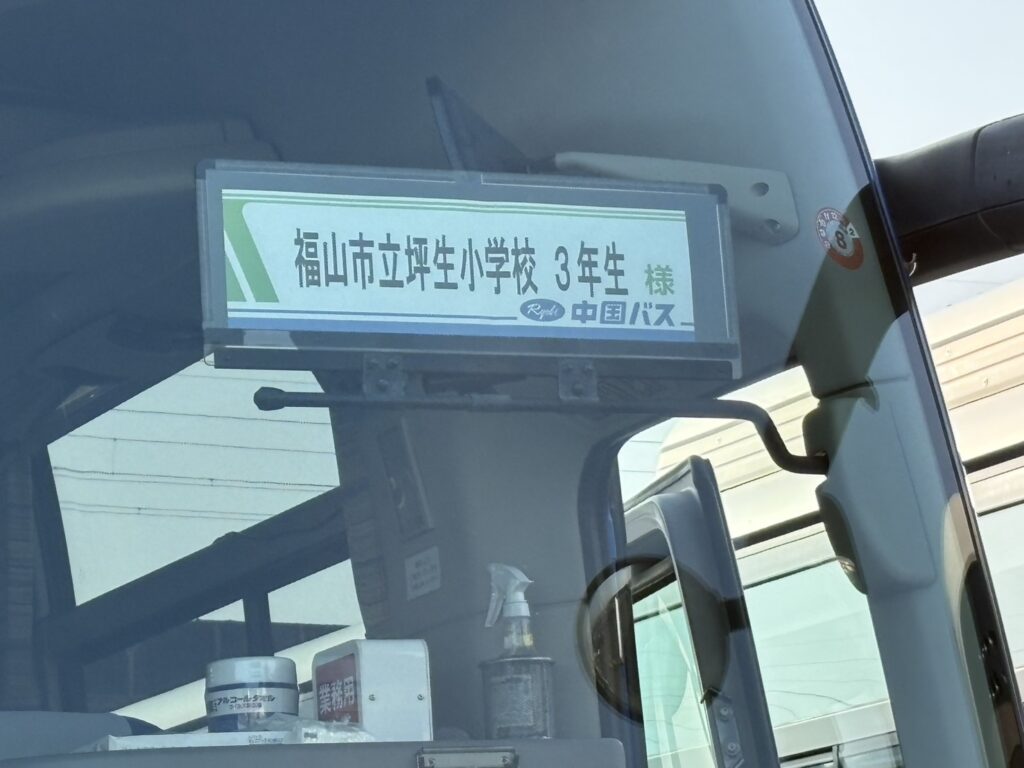 福山市立坪生小学校 3年生 様
Ryobi 中国バス
8
業務用
アルコールタオル